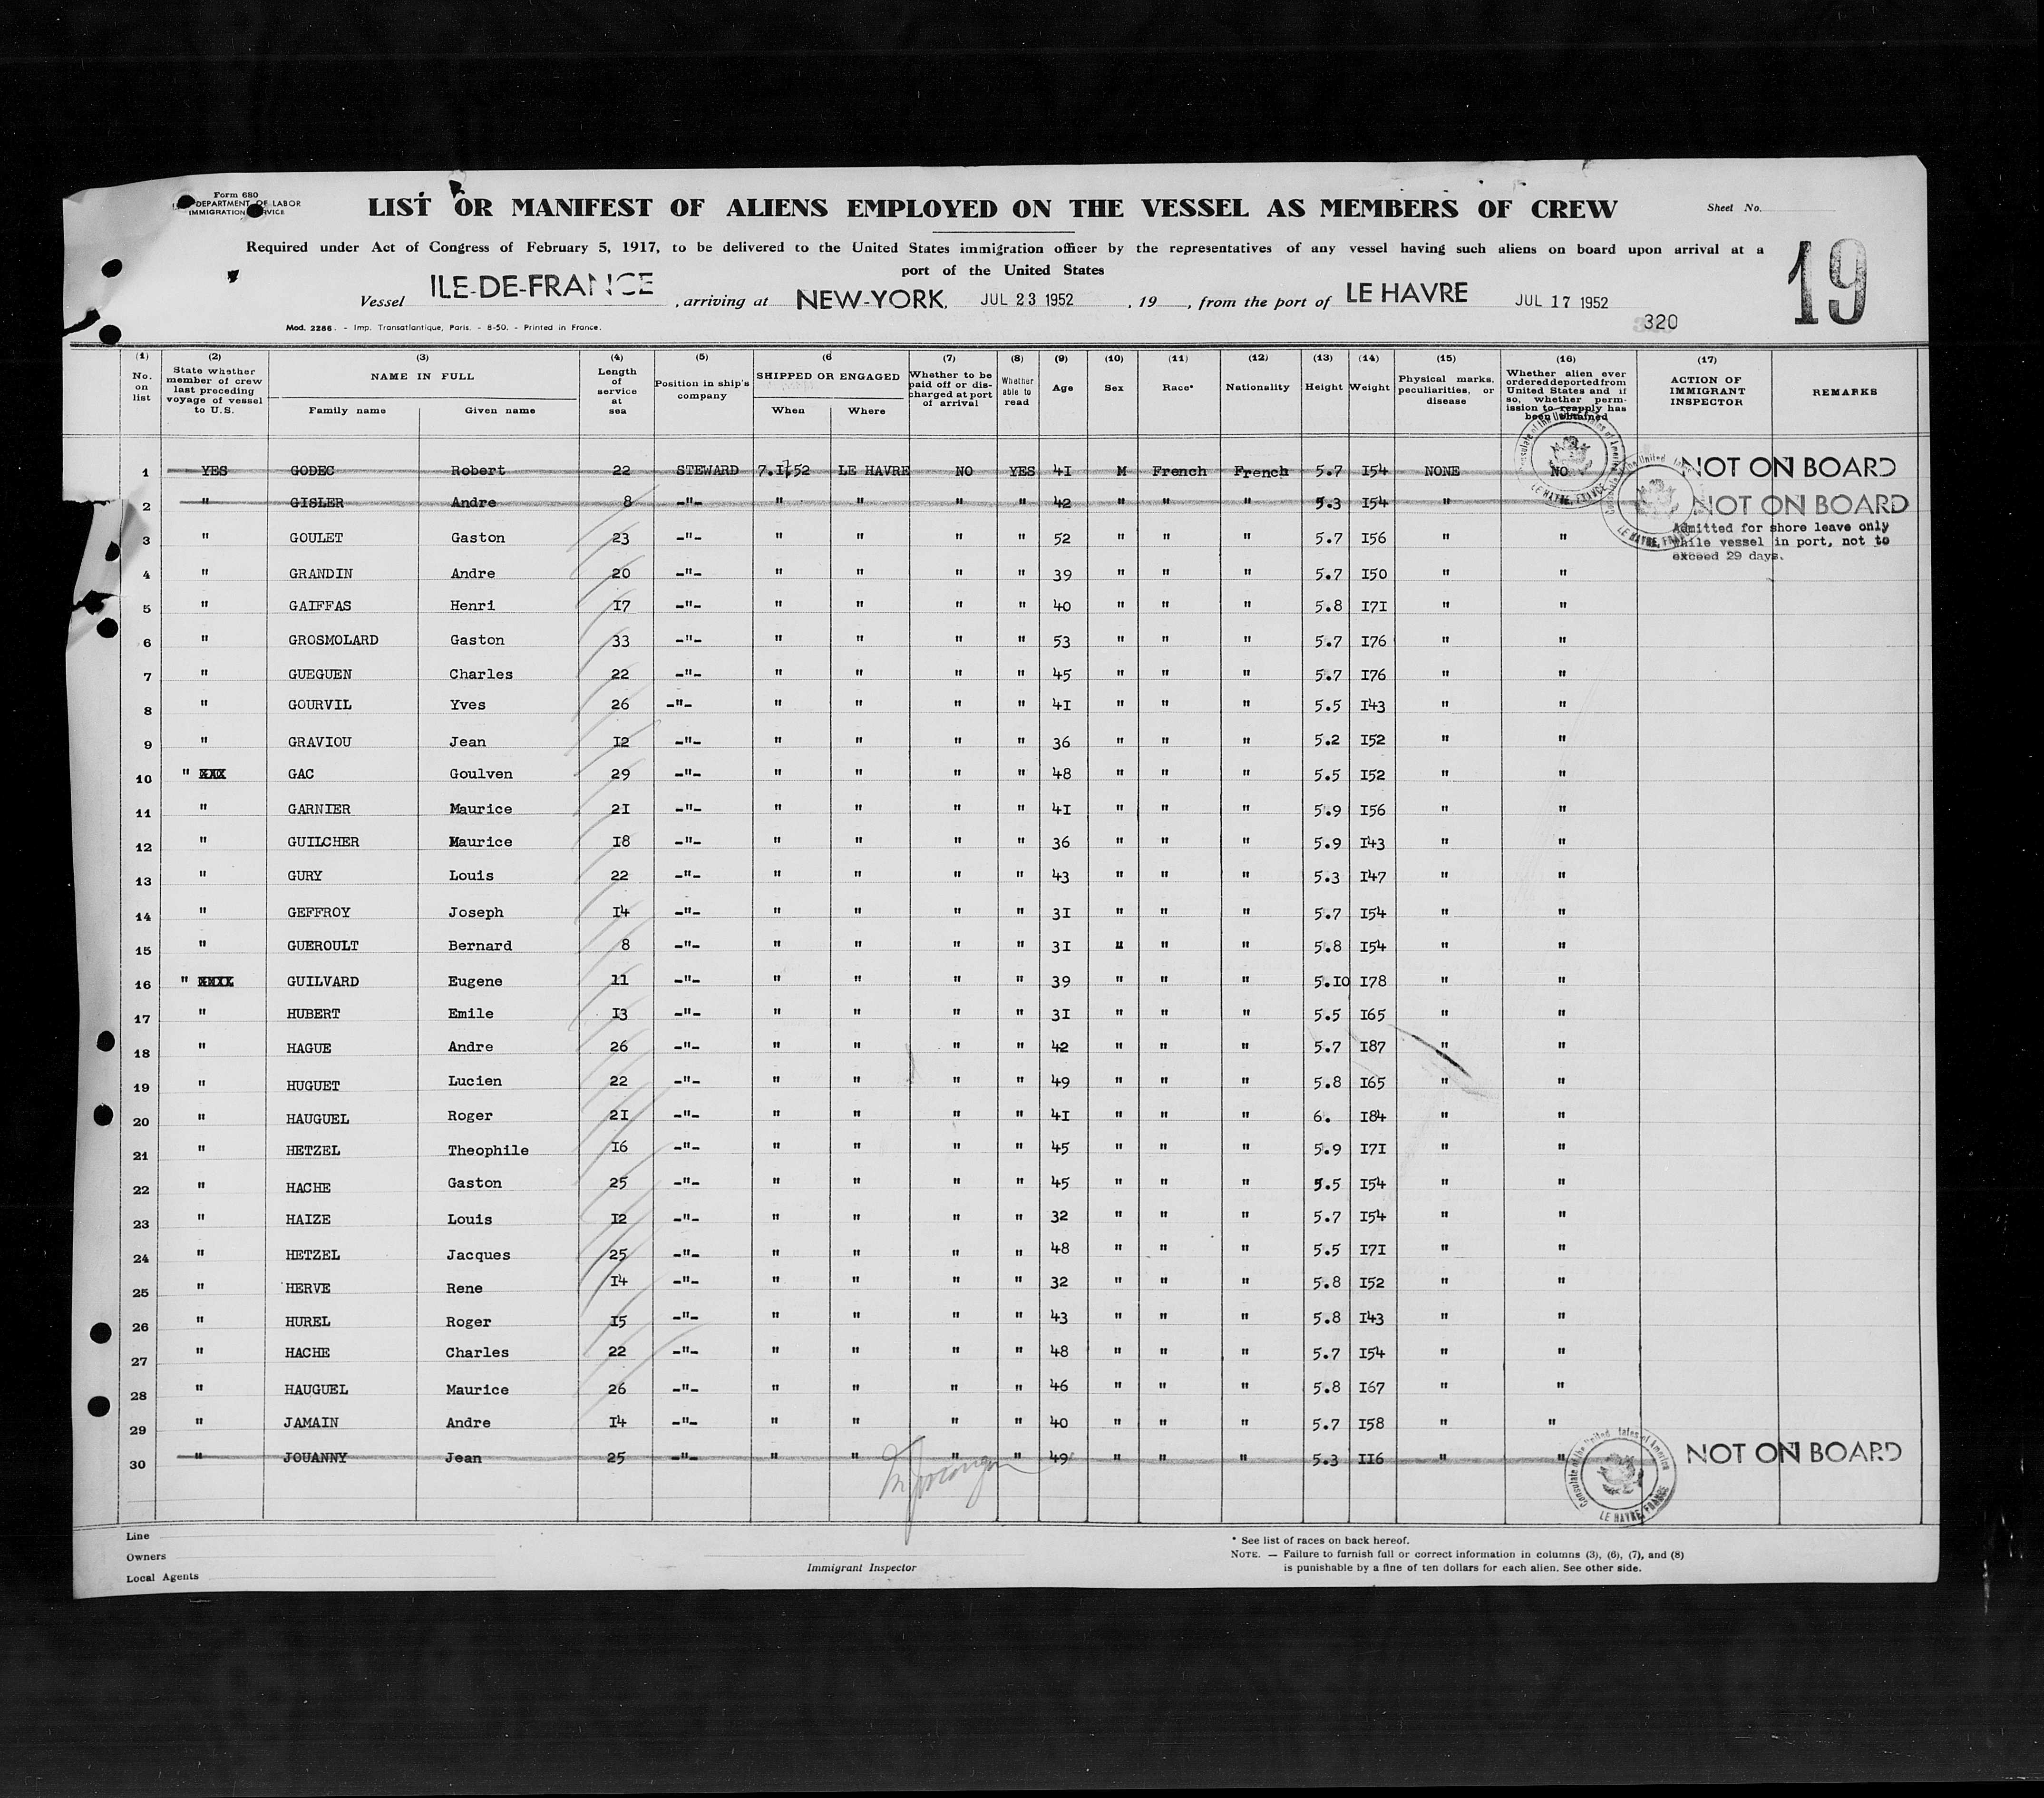 Form 680
DEPARTMENT OF LABOR
IMMIGRATION SERVICE
LIST OR MANIFEST OF ALIENS EMPLOYED ON THE VESSEL AS MEMBERS OF CREW
Sheet No.
Required under Act of Congress of February 5, 1917, to be delivered to the United States immigration officer by the representatives of any vessel having such aliens on board upon arrival at a
port of the United States
19
Vessel ILE-DE-FRANCE, arriving at NEW-YORK, JUL 23 1952, 19 , from the port of LE HAVRE JUL 17 1952
Mod. 2286. - Imp. Transatlantique, Paris. - 8-50. - Printed in France.
320
(1) No. on list (2) State whether member of crew last preceding voyage of vessel to U.S. (3) NAME IN FULL Family name Given name (4) Length of service at sea (5) Position in ship's company (6 SHIPPED OR ENGAGED When Where (7) Whether to be paid off or discharged at port of arrival (8) Whether able to read (9) Age (10) Sex (11) Race* (12) Nationality (13) Height (14) Weight (15) Physical marks, peculiarities, or disease (16) Whether alien ever ordered deported from United States and if so, whether permission to reapply has been obtained (17) ACTION OF IMMIGRANT INSPECTOR REMARKS
1 YES GODEC Robert 22 STEWARD 7.17.52 LE HAVRE NO YES 41 M French French 5.7 154 NONE NO NOT ON BOARD
2 " GISLER Andre 8 -"- " " " " 42 " " " 5.3 154 " NOT ON BOARD
Admitted for shore leave only
while vessel in port, not to
exceed 29 days.
3 " GOULET Gaston 23 -"- " " " " 52 " " " 5.7 156 " "
4 " GRANDIN Andre 20 -"- " " " " 39 " " " 5.7 150 " "
5 " GAIFFAS Henri 17 -"- " " " " 40 " " " 5.8 171 " "
6 " GROSMOLARD Gaston 33 -"- " " " " 53 " " " 5.7 176 " "
7 " GUEGUEN Charles 22 -"- " " " " 45 " " " 5.7 176 " "
8 " GOURVIL Yves 26 -"- " " " " 41 " " " 5.5 143 " "
9 " GRAVIOU Jean 12 -"- " " " " 36 " " " 5.2 152 " "
10 " XXX GAC Goulven 29 -"- " " " " 48 " " " 5.5 152 " "
11 " GARNIER Maurice 21 -"- " " " " 41 " " " 5.9 156 " "
12 " GUILCHER Maurice 18 -"- " " " " 36 " " " 5.9 143 " "
13 " GURY Louis 22 -"- " " " " 43 " " " 5.3 147 " "
14 " GEFFROY Joseph 14 -"- " " " " 31 " " " 5.7 154 " "
15 " GUEROULT Bernard 8 -"- " " " " 31 " " " 5.8 154 " "
16 " GUILVARD Eugene 11 -"- " " " " 39 " " " 5.10 178 " "
17 " HUBERT Emile 13 -"- " " " " 31 " " " 5.5 165 " "
18 " HAGUE Andre 26 -"- " " " " 42 " " " 5.7 187 " "
19 " HUGUET Lucien 22 -"- " " " " 49 " " " 5.8 165 " "
20 " HAUGUEL Roger 21 -"- " " " " 41 " " " 6. 184 " "
21 " HETZEL Theophile 16 -"- " " " " 45 " " " 5.9 171 " "
22 " HACHE Gaston 25 -"- " " " " 45 " " " 5.5 154 " "
23 " HAIZE Louis 12 -"- " " " " 32 " " " 5.7 154 " "
24 " HETZEL Jacques 25 -"- " " " " 48 " " " 5.5 171 " "
25 " HERVE Rene 14 -"- " " " " 32 " " " 5.8 152 " "
26 " HUREL Roger 15 -"- " " " " 43 " " " 5.8 143 " "
27 " HACHE Charles 22 -"- " " " " 48 " " " 5.7 154 " "
28 " HAUGUEL Maurice 26 -"- " " " " 46 " " " 5.8 167 " "
29 " JAMAIN Andre 14 -"- " " " " 40 " " " 5.7 158 " "
30 " JOUANNY Jean 25 -"- " " " " 49 " " " 5.3 116 " " NOT ON BOARD
Consulate of the United States of America LE HAVRE, FRANCE
Line
Owners
Local Agents
Immigrant Inspector
* See list of races on back hereof.
NOTE. — Failure to furnish full or correct information in columns (3), (6), (7), and (8)
is punishable by a fine of ten dollars for each alien. See other side.